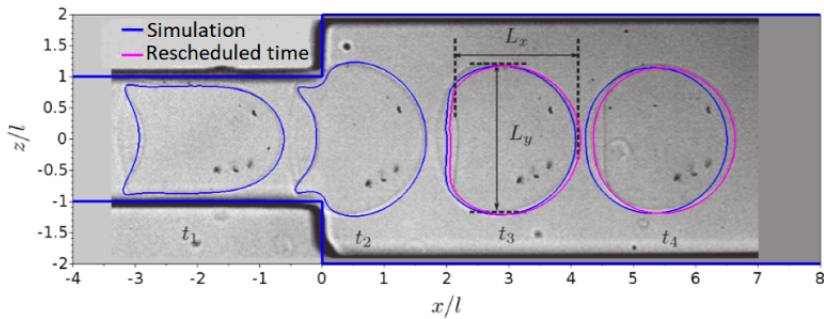 Simulation
Rescheduled time
2
1.5
1
0.5
0
-0.5
-1
-1.5
-2
z/l
L_x
L_y
t_1
t_2
t_3
t_4
-4 -3 -2 -1 0 1 2 3 4 5 6 7 8
x/l